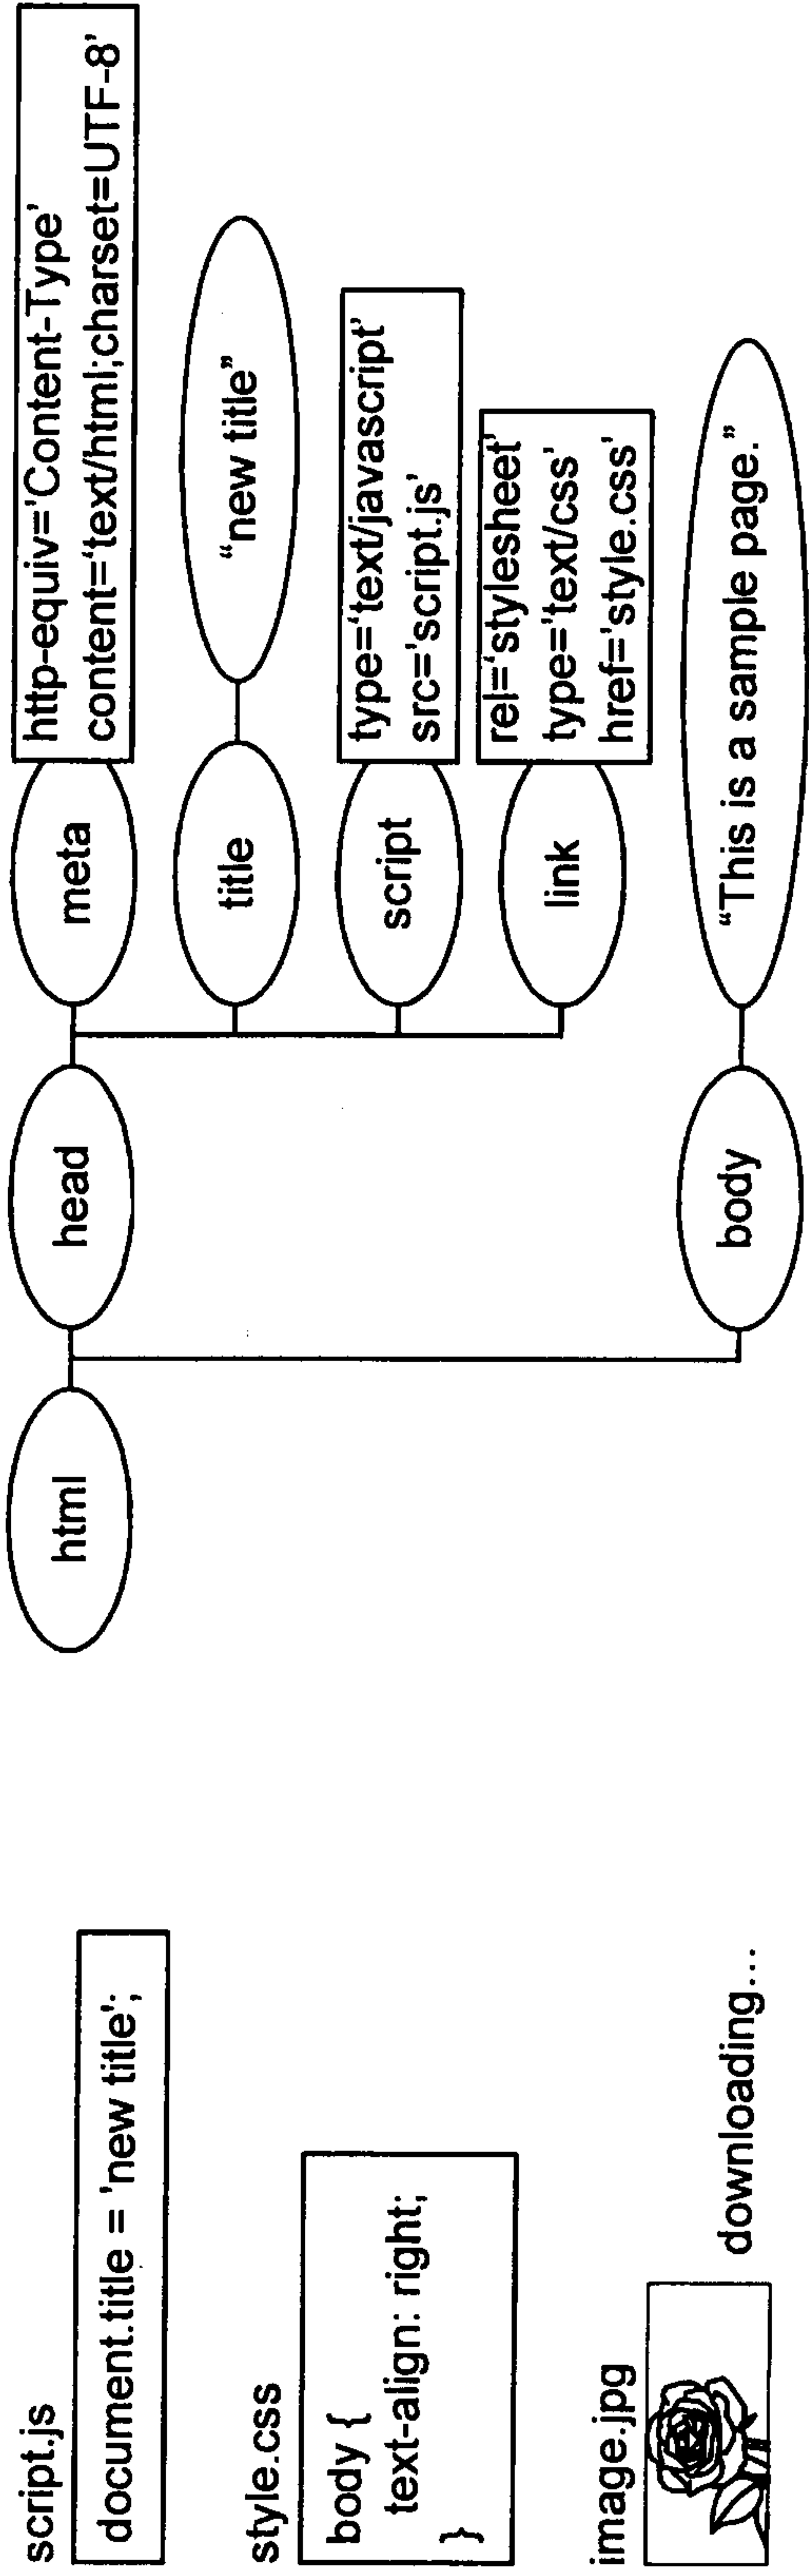 script.js
document.title = 'new title';
style.css
body {
text-align: right;
}
image.jpg
downloading...
html
head
meta
http-equiv='Content-Type'
content='text/html;charset=UTF-8'
title
“new title”
script
type='text/javascript'
src='script.js'
link
rel='stylesheet'
type='text/css'
href='style.css'
body
“This is a sample page.”